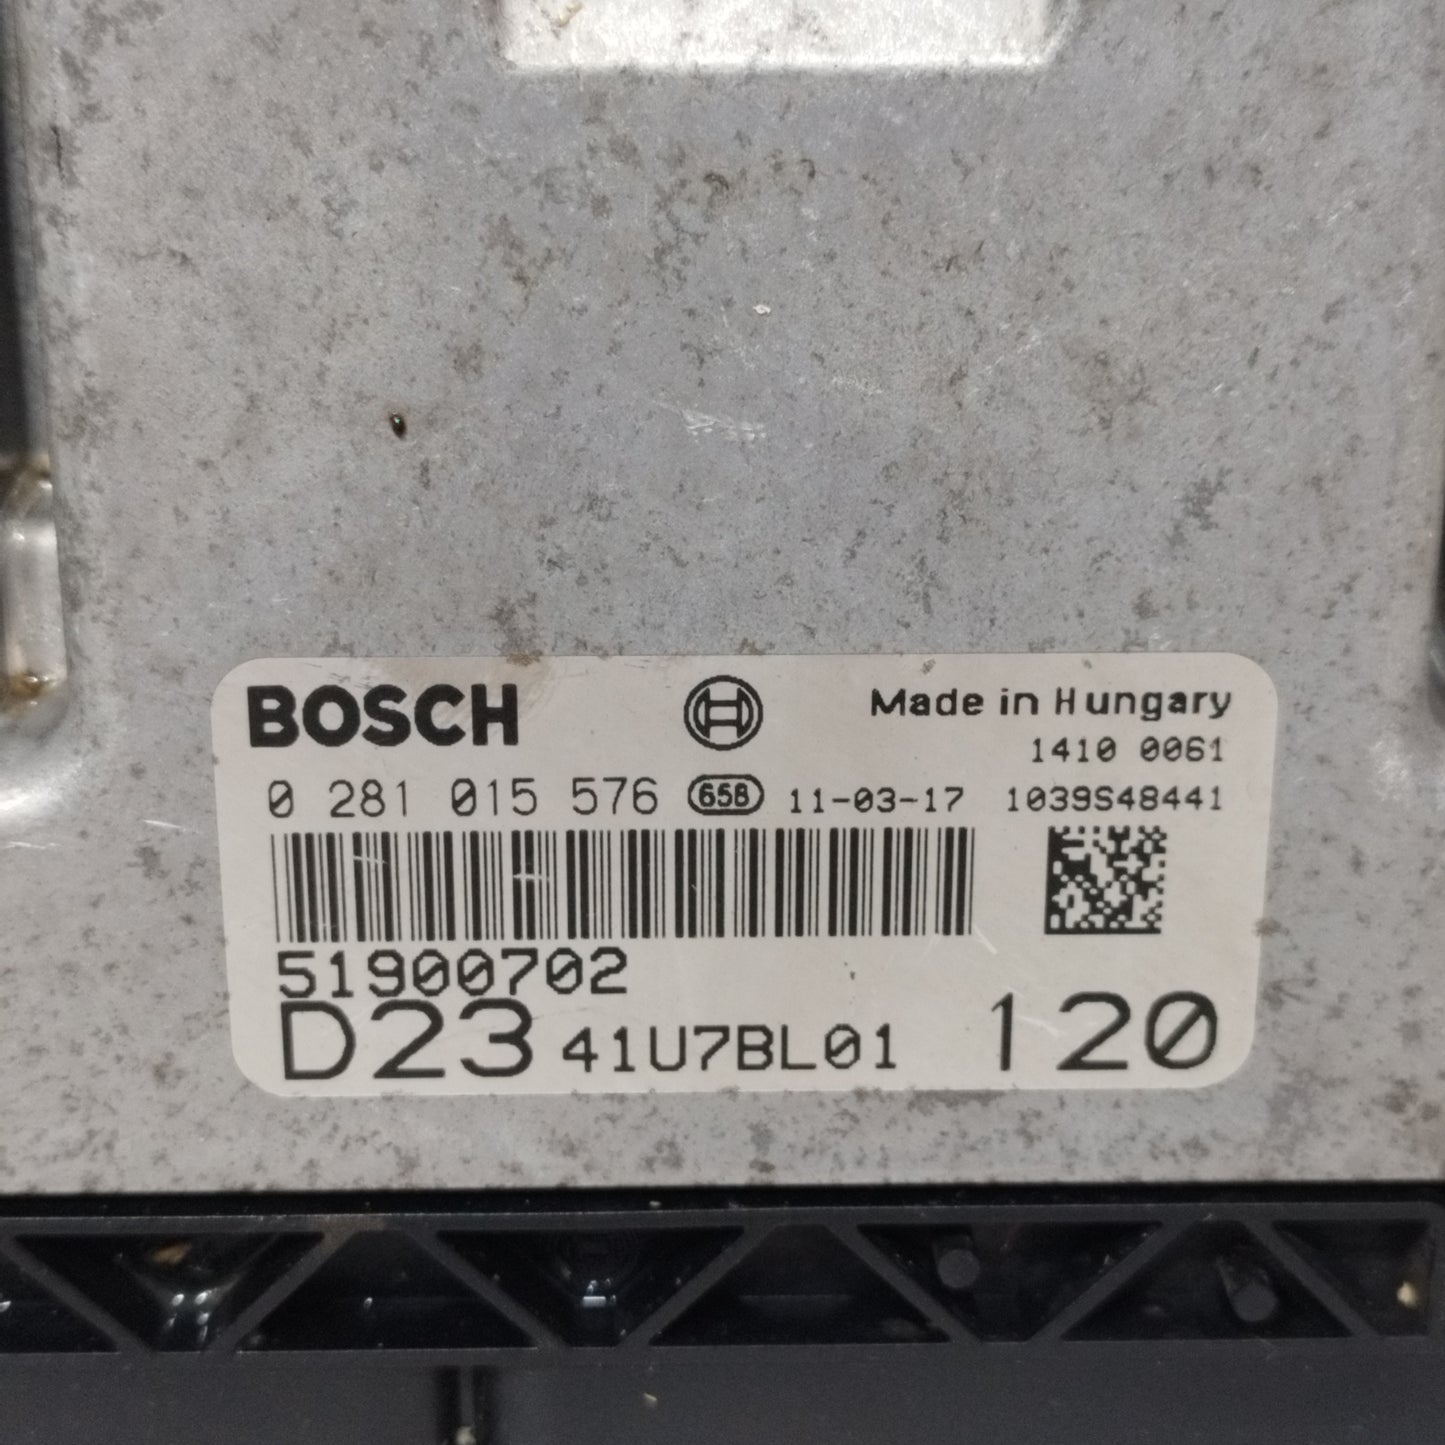 BOSCH Made in Hungary
1410 0061
0 281 015 576 658 11-03-17 1039S48441
51900702
D23 41U7BL01 120